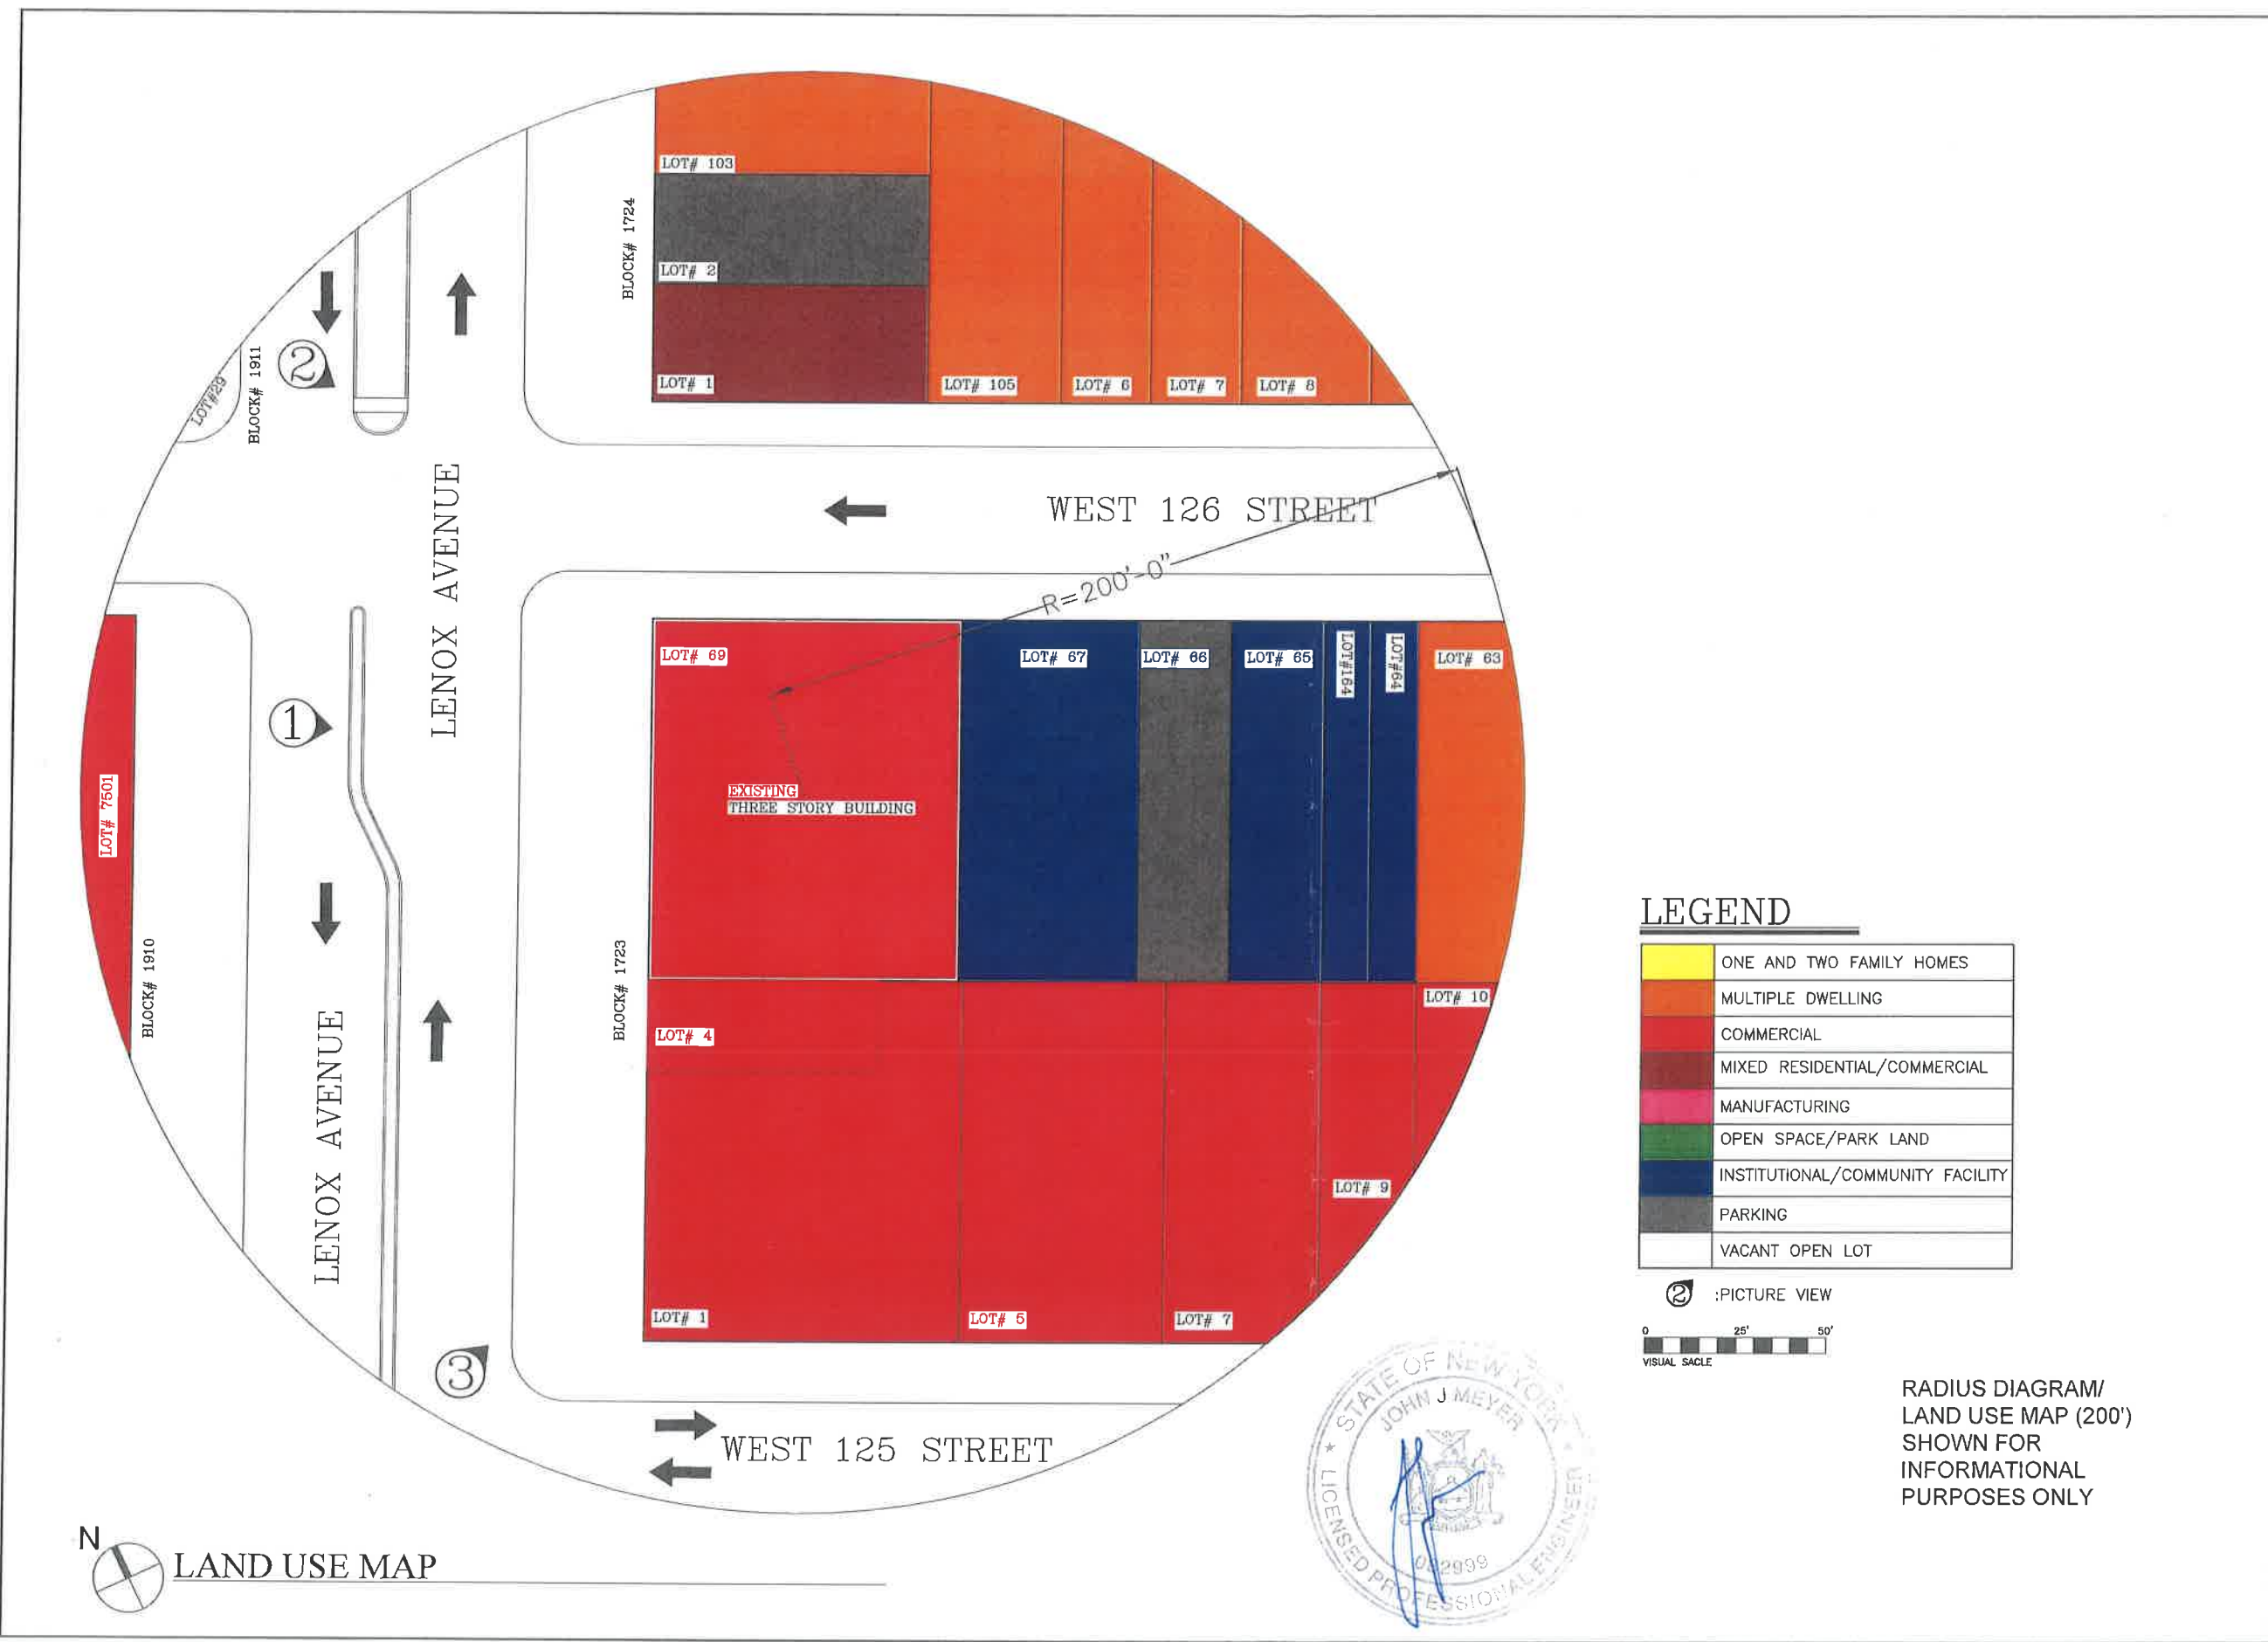 LOT# 103
BLOCK# 1724
LOT# 2
LOT# 1
LOT# 105
LOT# 6
LOT# 7
LOT# 8
LOT#29
BLOCK# 1911
2
LENOX AVENUE
WEST 126 STREET
R=200'-0"
LOT# 69
LOT# 67
LOT# 66
LOT# 65
LOT#164
LOT#64
LOT# 63
1
EXISTING
THREE STORY BUILDING
LOT# 7501
BLOCK# 1910
BLOCK# 1723
LOT# 4
LOT# 10
LOT# 9
LENOX AVENUE
LOT# 1
LOT# 5
LOT# 7
3
WEST 125 STREET
LEGEND
ONE AND TWO FAMILY HOMES
MULTIPLE DWELLING
COMMERCIAL
MIXED RESIDENTIAL/COMMERCIAL
MANUFACTURING
OPEN SPACE/PARK LAND
INSTITUTIONAL/COMMUNITY FACILITY
PARKING
VACANT OPEN LOT
2 :PICTURE VIEW
0 25' 50'
VISUAL SACLE
RADIUS DIAGRAM/
LAND USE MAP (200')
SHOWN FOR
INFORMATIONAL
PURPOSES ONLY
STATE OF NEW YORK
JOHN J MEYER
LICENSED PROFESSIONAL ENGINEER
N
LAND USE MAP